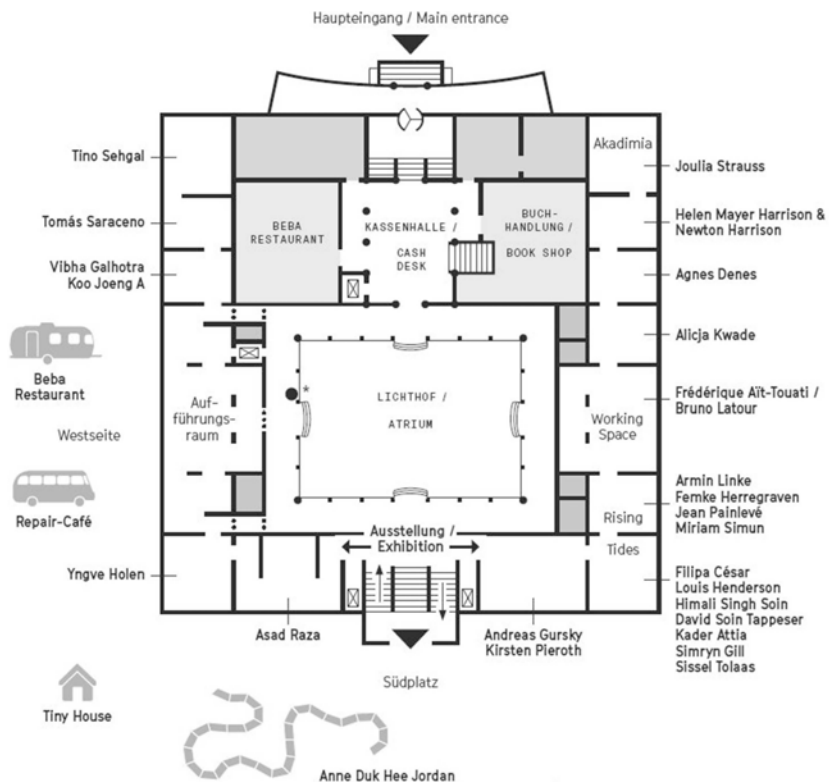 Haupteingang / Main entrance
Tino Sehgal
Tomás Saraceno
Vibha Galhotra
Koo Joeng A
Beba
Restaurant
Westseite
Repair-Café
Yngve Holen
BEBA
RESTAURANT
KASSENHALLE /
CASH
DESK
BUCH-
HANDLUNG /
BOOK SHOP
Akadimia
Joulia Strauss
Helen Mayer Harrison &
Newton Harrison
Agnes Denes
Alicja Kwade
Auf-
führungs-
raum
*
LICHTHOF /
ATRIUM
Working
Space
Frédérique Aït-Touati /
Bruno Latour
Rising
Tides
Armin Linke
Femke Herregraven
Jean Painlevé
Miriam Simun
Ausstellung /
Exhibition
Filipa César
Louis Henderson
Himali Singh Soin
David Soin Tappeser
Kader Attia
Simryn Gill
Sissel Tolaas
Asad Raza
Andreas Gursky
Kirsten Pieroth
Südplatz
Tiny House
Anne Duk Hee Jordan